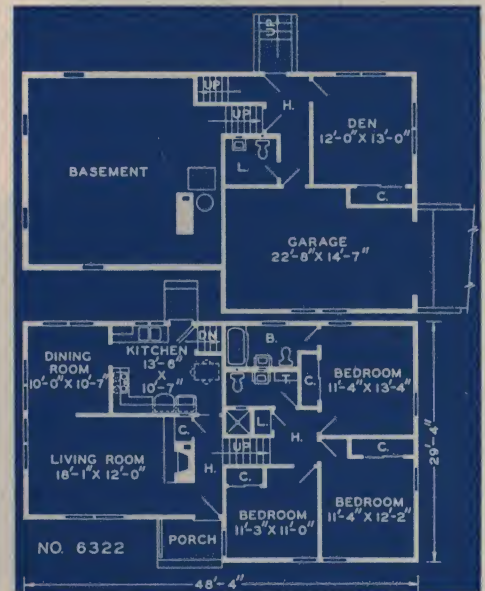 UP
UP
UP
H.
DEN
12'-0" X 13'-0"
BASEMENT
L.
C.
GARAGE
22'-8" X 14'-7"
DN
B.
KITCHEN
13'-8"
X
10'-7"
DINING
ROOM
10'-0" X 10'-7"
T.
C.
BEDROOM
11'-4" X 13'-4"
C.
L.
H.
UP
LIVING ROOM
18'-1" X 12'-0"
H.
C.
C.
BEDROOM
11'-3" X 11'-0"
BEDROOM
11'-4" X 12'-2"
29'-4"
NO. 6322
PORCH
48'-4"